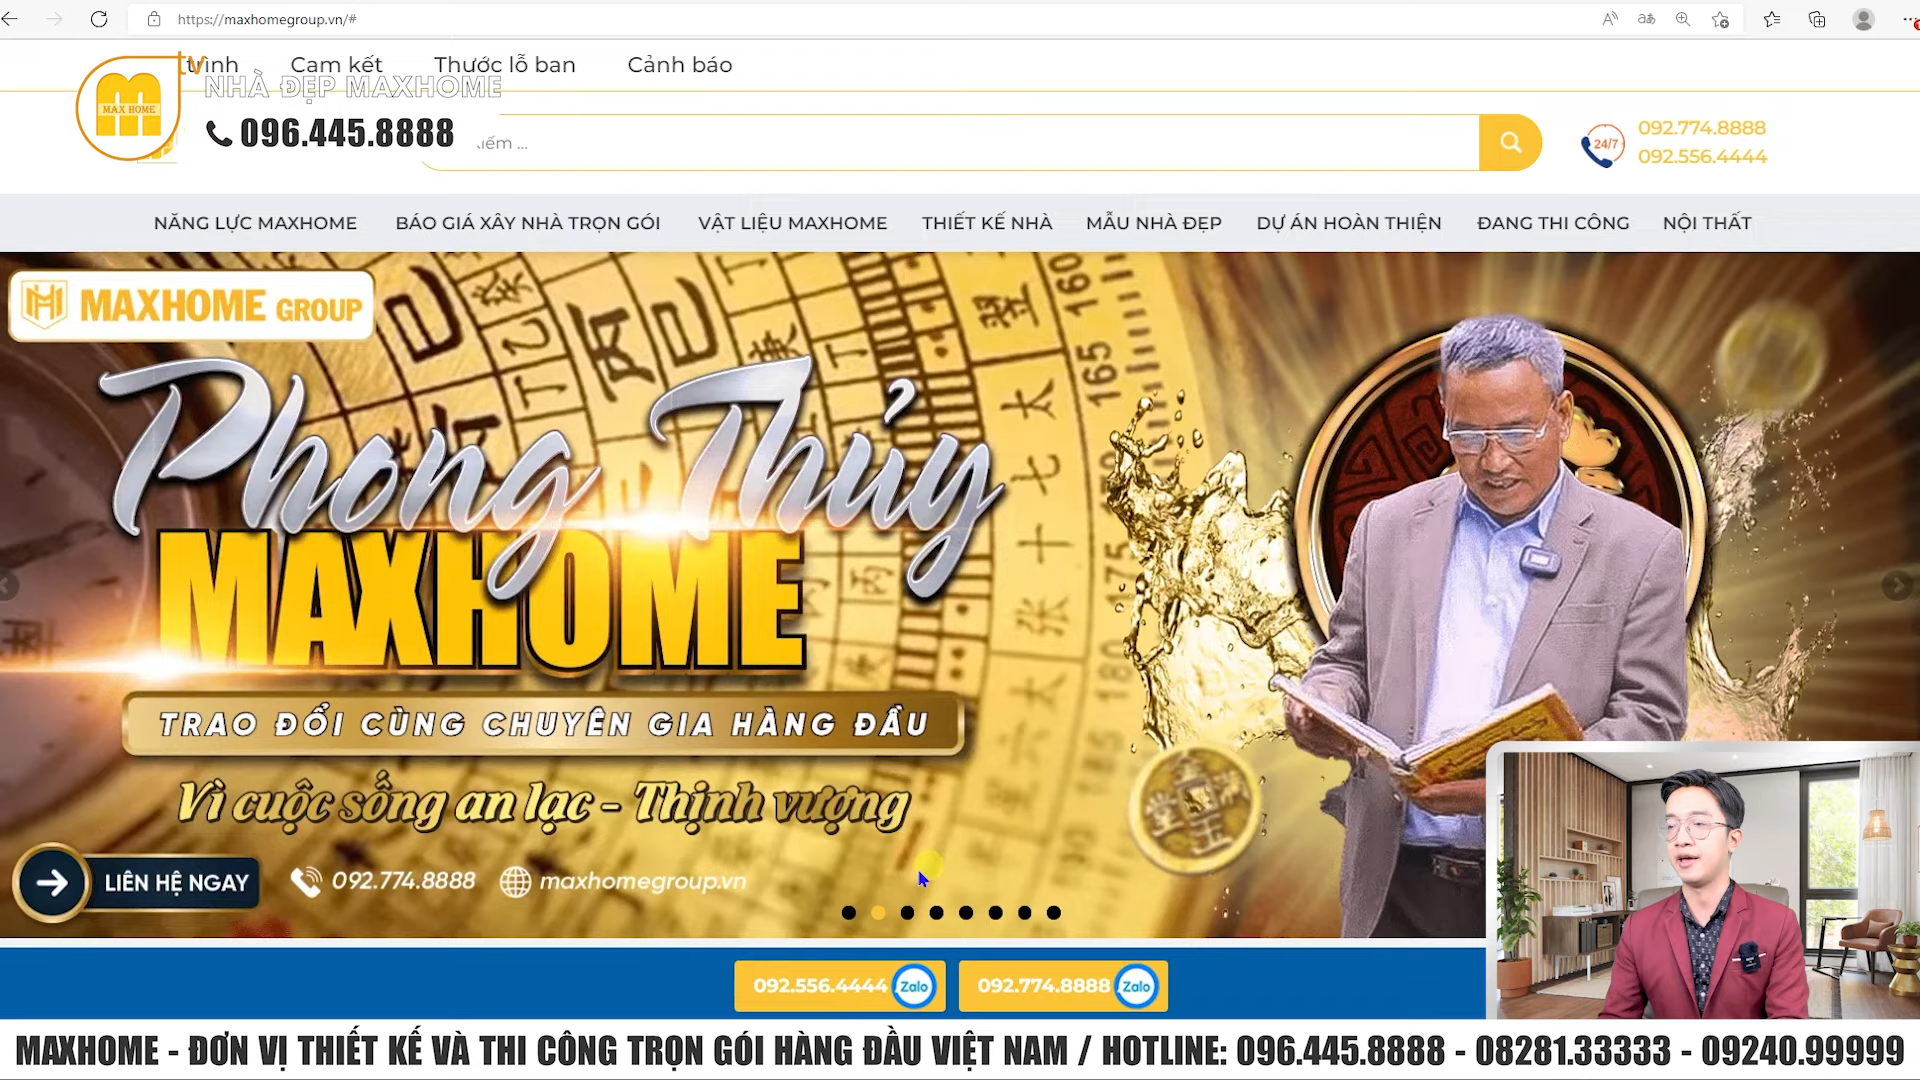 https://maxhomegroup.vn/#
trình Cam kết Thước lỗ ban Cảnh báo
tv
NHÀ ĐẸP MAXHOME
MAX HOME
096.445.8888
kiếm ...
24/7
092.774.8888
092.556.4444
NĂNG LỰC MAXHOME BÁO GIÁ XÂY NHÀ TRỌN GÓI VẬT LIỆU MAXHOME THIẾT KẾ NHÀ MẪU NHÀ ĐẸP DỰ ÁN HOÀN THIỆN ĐANG THI CÔNG NỘI THẤT
MAXHOME GROUP
Phong Thủy
MAXHOME
TRAO ĐỔI CÙNG CHUYÊN GIA HÀNG ĐẦU
Vì cuộc sống an lạc - Thịnh vượng
LIÊN HỆ NGAY 092.774.8888 maxhomegroup.vn
092.556.4444 Zalo 092.774.8888 Zalo
MAXHOME - ĐƠN VỊ THIẾT KẾ VÀ THI CÔNG TRỌN GÓI HÀNG ĐẦU VIỆT NAM / HOTLINE: 096.445.8888 - 08281.33333 - 09240.99999